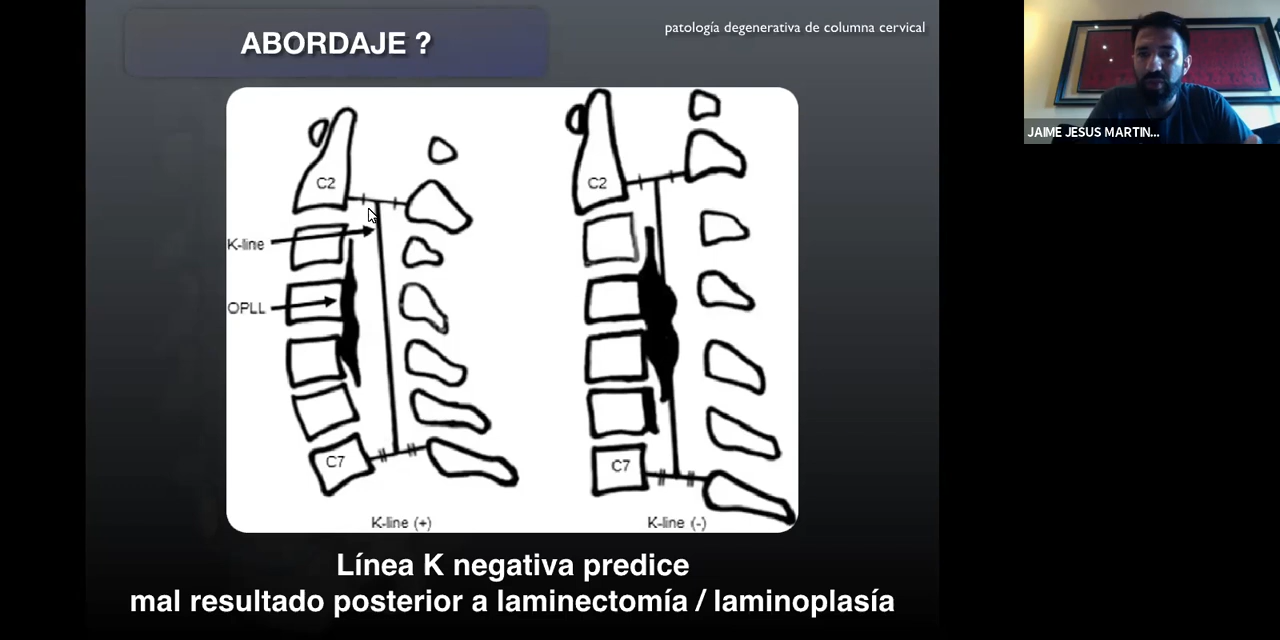 ABORDAJE ?
patología degenerativa de columna cervical
JAIME JESUS MARTIN...
C2
K-line
OPLL
C7
K-line (+)
C2
C7
K-line (-)
Línea K negativa predice
mal resultado posterior a laminectomía / laminoplasía